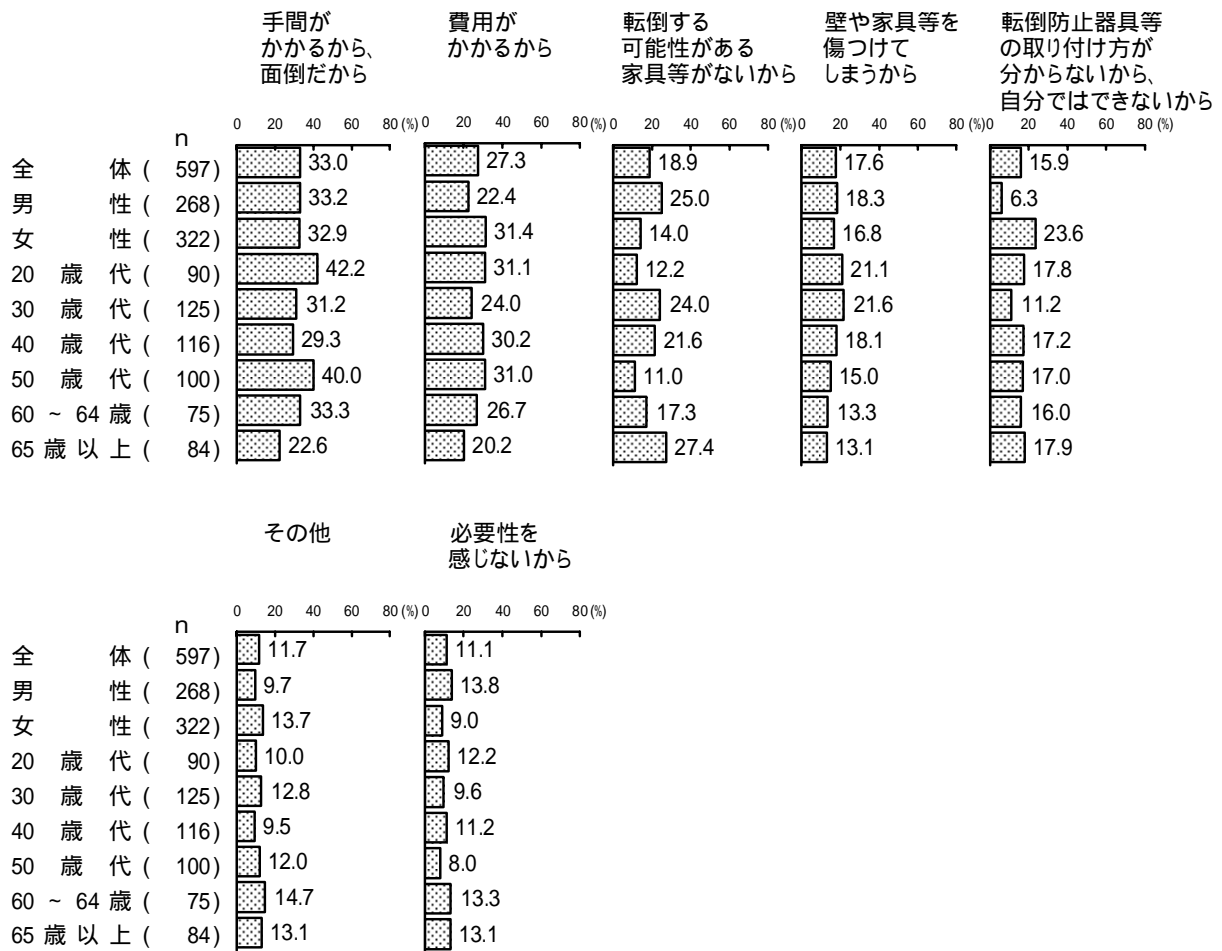 手間が
かかるから、
面倒だから
費用が
かかるから
転倒する
可能性がある
家具等がないから
壁や家具等を
傷つけて
しまうから
転倒防止器具等
の取り付け方が
分からないから、
自分ではできないから
n 0 20 40 60 80 (%) 0 20 40 60 80 (%) 0 20 40 60 80 (%) 0 20 40 60 80 (%) 0 20 40 60 80 (%)
全体 ( 597) 33.0 27.3 18.9 17.6 15.9
男性 ( 268) 33.2 22.4 25.0 18.3 6.3
女性 ( 322) 32.9 31.4 14.0 16.8 23.6
20 歳代 ( 90) 42.2 31.1 12.2 21.1 17.8
30 歳代 ( 125) 31.2 24.0 24.0 21.6 11.2
40 歳代 ( 116) 29.3 30.2 21.6 18.1 17.2
50 歳代 ( 100) 40.0 31.0 11.0 15.0 17.0
60 ~ 64 歳 ( 75) 33.3 26.7 17.3 13.3 16.0
65 歳以上 ( 84) 22.6 20.2 27.4 13.1 17.9
その他
必要性を
感じないから
n 0 20 40 60 80 (%) 0 20 40 60 80 (%)
全体 ( 597) 11.7 11.1
男性 ( 268) 9.7 13.8
女性 ( 322) 13.7 9.0
20 歳代 ( 90) 10.0 12.2
30 歳代 ( 125) 12.8 9.6
40 歳代 ( 116) 9.5 11.2
50 歳代 ( 100) 12.0 8.0
60 ~ 64 歳 ( 75) 14.7 13.3
65 歳以上 ( 84) 13.1 13.1